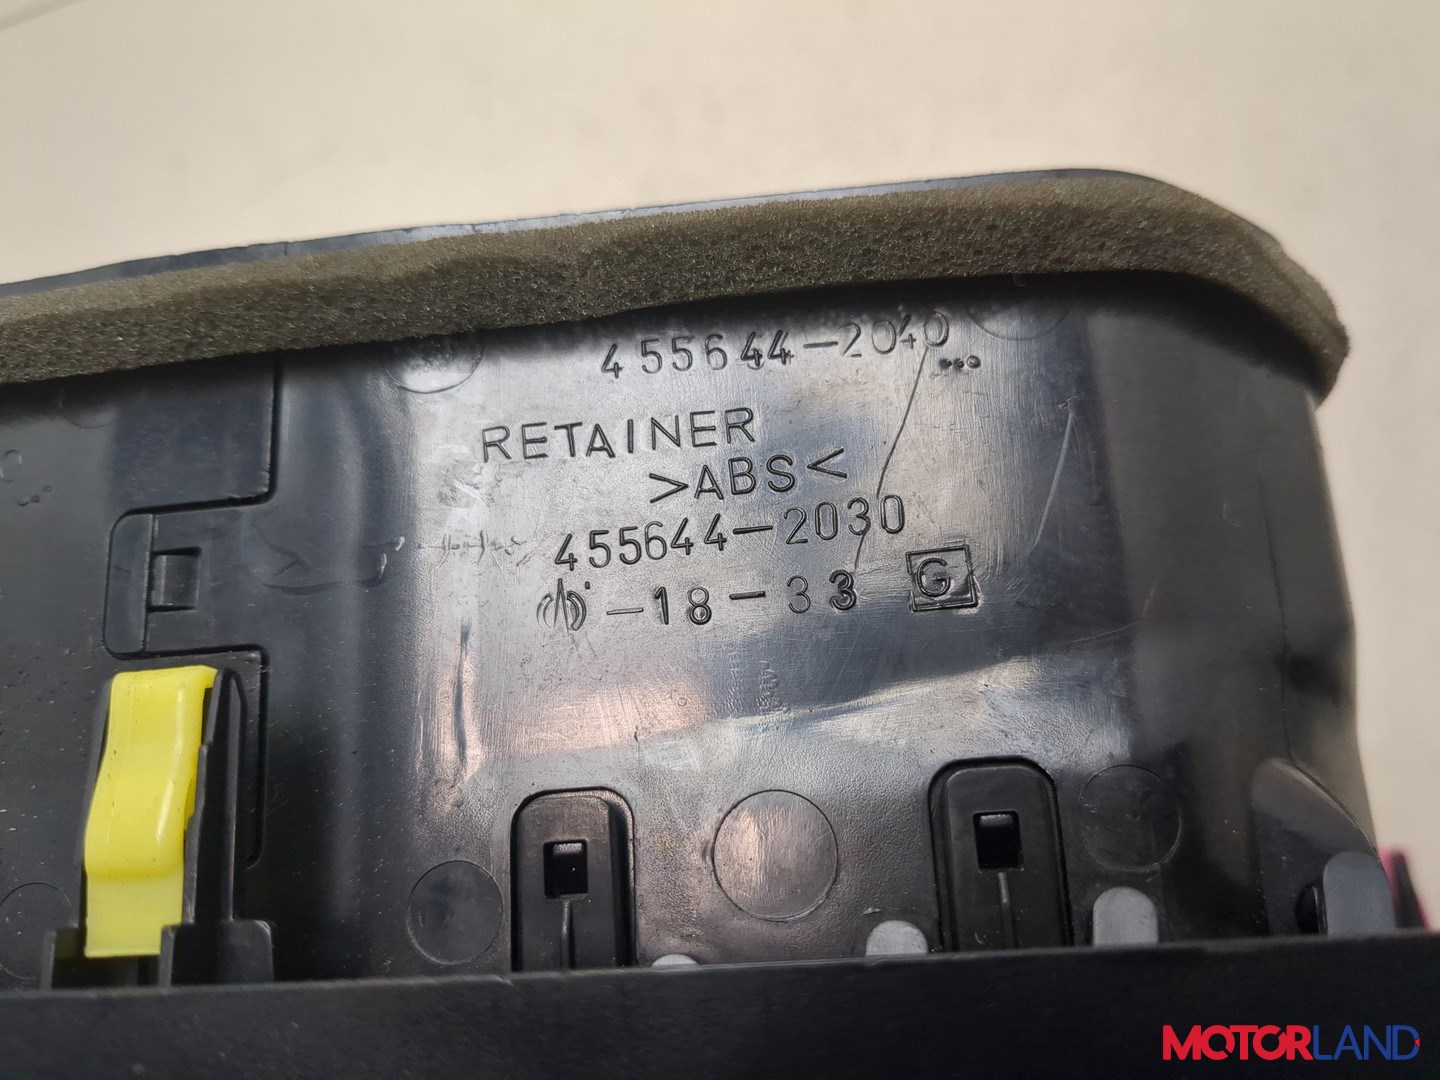 455644-2040
RETAINER
>ABS<
455644-2030
-18-33 G
MOTORLAND